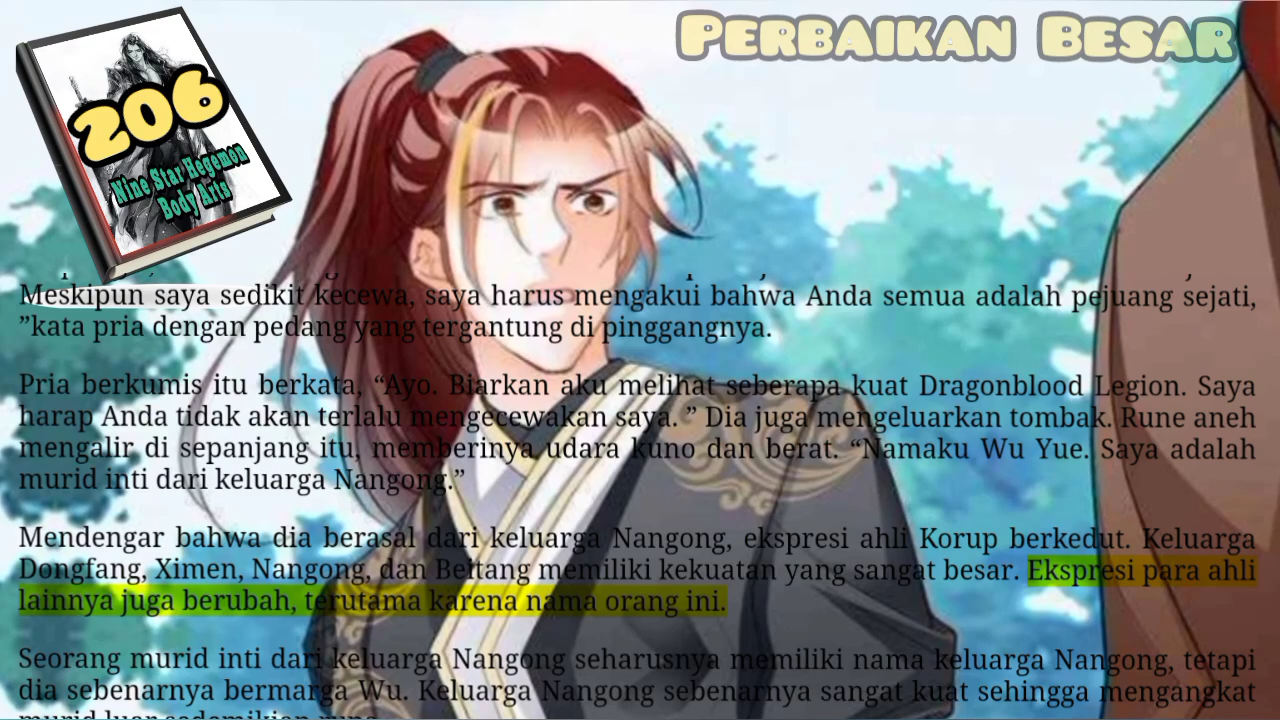 PERBAIKAN BESAR
206
Nine Star Hegemon
Body Arts
Meskipun saya sedikit kecewa, saya harus mengakui bahwa Anda semua adalah pejuang sejati,
”kata pria dengan pedang yang tergantung di pinggangnya.
Pria berkumis itu berkata, “Ayo. Biarkan aku melihat seberapa kuat Dragonblood Legion. Saya
harap Anda tidak akan terlalu mengecewakan saya. ” Dia juga mengeluarkan tombak. Rune aneh
mengalir di sepanjang itu, memberinya udara kuno dan berat. “Namaku Wu Yue. Saya adalah
murid inti dari keluarga Nangong.”
Mendengar bahwa dia berasal dari keluarga Nangong, ekspresi ahli Korup berkedut. Keluarga
Dongfang, Ximen, Nangong, dan Beitang memiliki kekuatan yang sangat besar. Ekspresi para ahli
lainnya juga berubah, terutama karena nama orang ini.
Seorang murid inti dari keluarga Nangong seharusnya memiliki nama keluarga Nangong, tetapi
dia sebenarnya bermarga Wu. Keluarga Nangong sebenarnya sangat kuat sehingga mengangkat
murid luar sedemikian rupa.